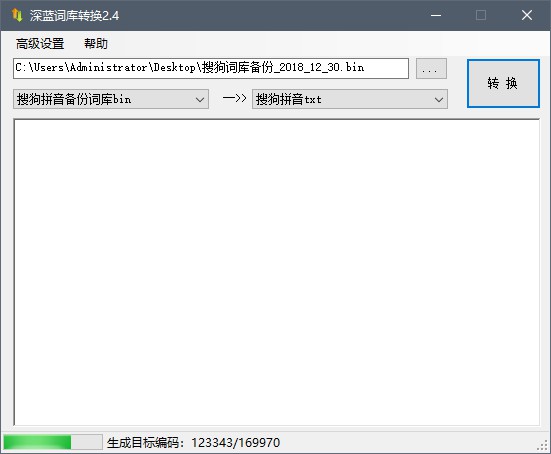 深蓝词库转换2.4
高级设置 帮助
C:\Users\Administrator\Desktop\搜狗词库备份_2018_12_30.bin ... 转 换
搜狗拼音备份词库bin —>> 搜狗拼音txt
生成目标编码：123343/169970